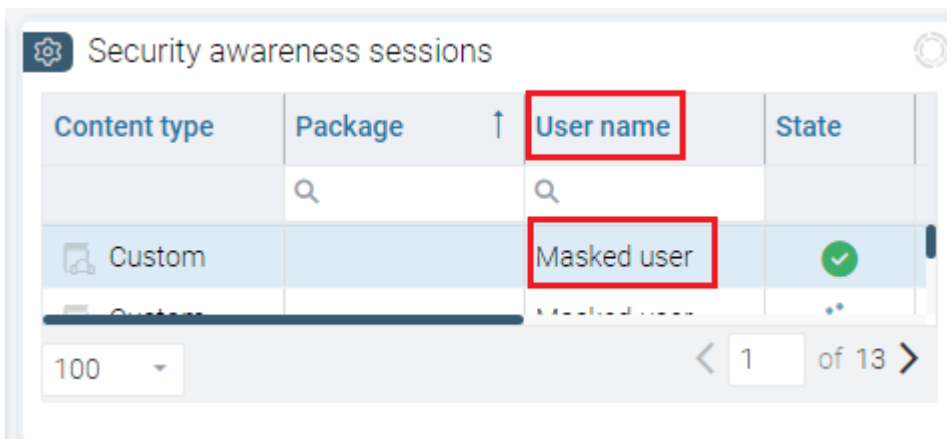 Security awareness sessions
Content type Package ↑ User name State
Custom Masked user
100 1 of 13